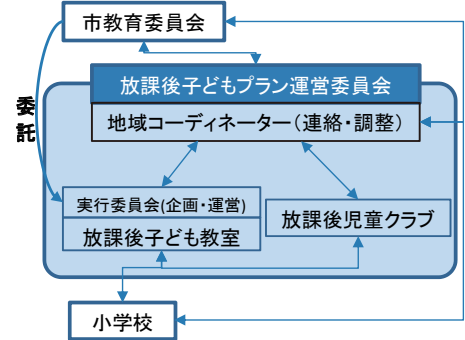 市教育委員会
放課後子どもプラン運営委員会
委託
地域コーディネーター（連絡・調整）
実行委員会(企画・運営)
放課後児童クラブ
放課後子ども教室
小学校